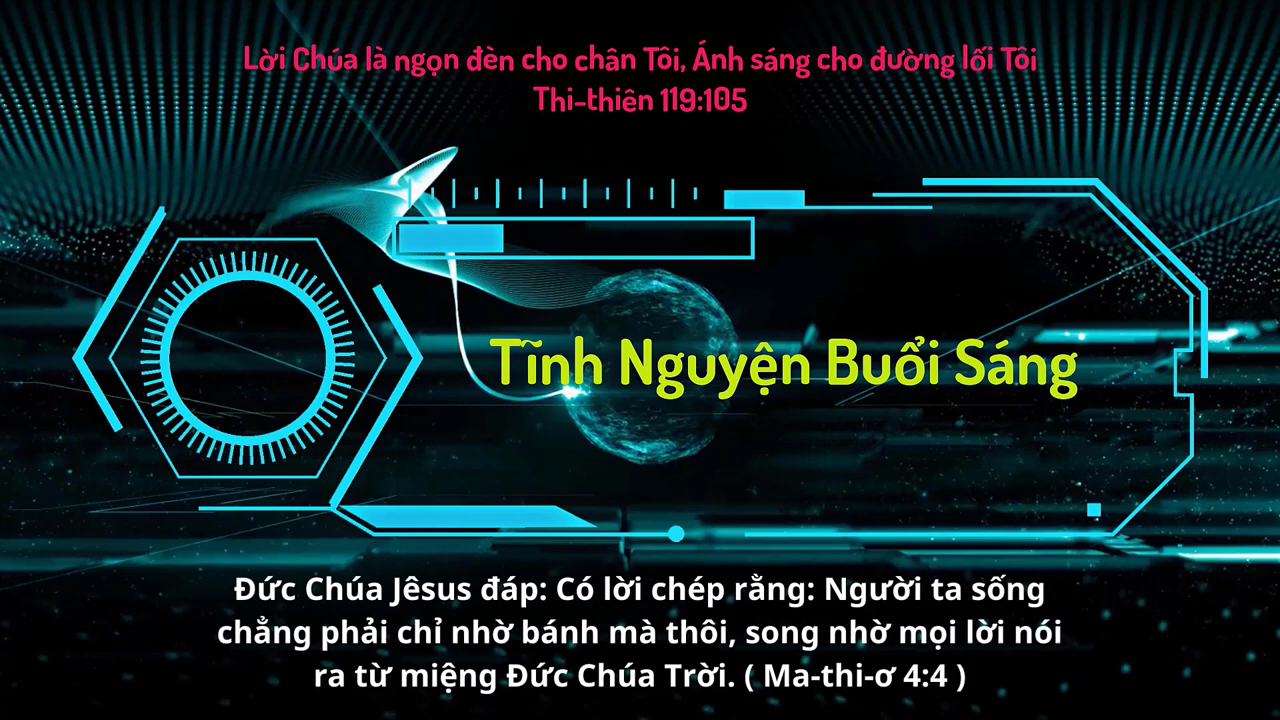 Lời Chúa là ngọn đèn cho chân Tôi, Ánh sáng cho đường lối Tôi
Thi-thiên 119:105
Tĩnh Nguyện Buổi Sáng
Đức Chúa Jêsus đáp: Có lời chép rằng: Người ta sống
chẳng phải chỉ nhờ bánh mà thôi, song nhờ mọi lời nói
ra từ miệng Đức Chúa Trời. ( Ma-thi-ơ 4:4 )